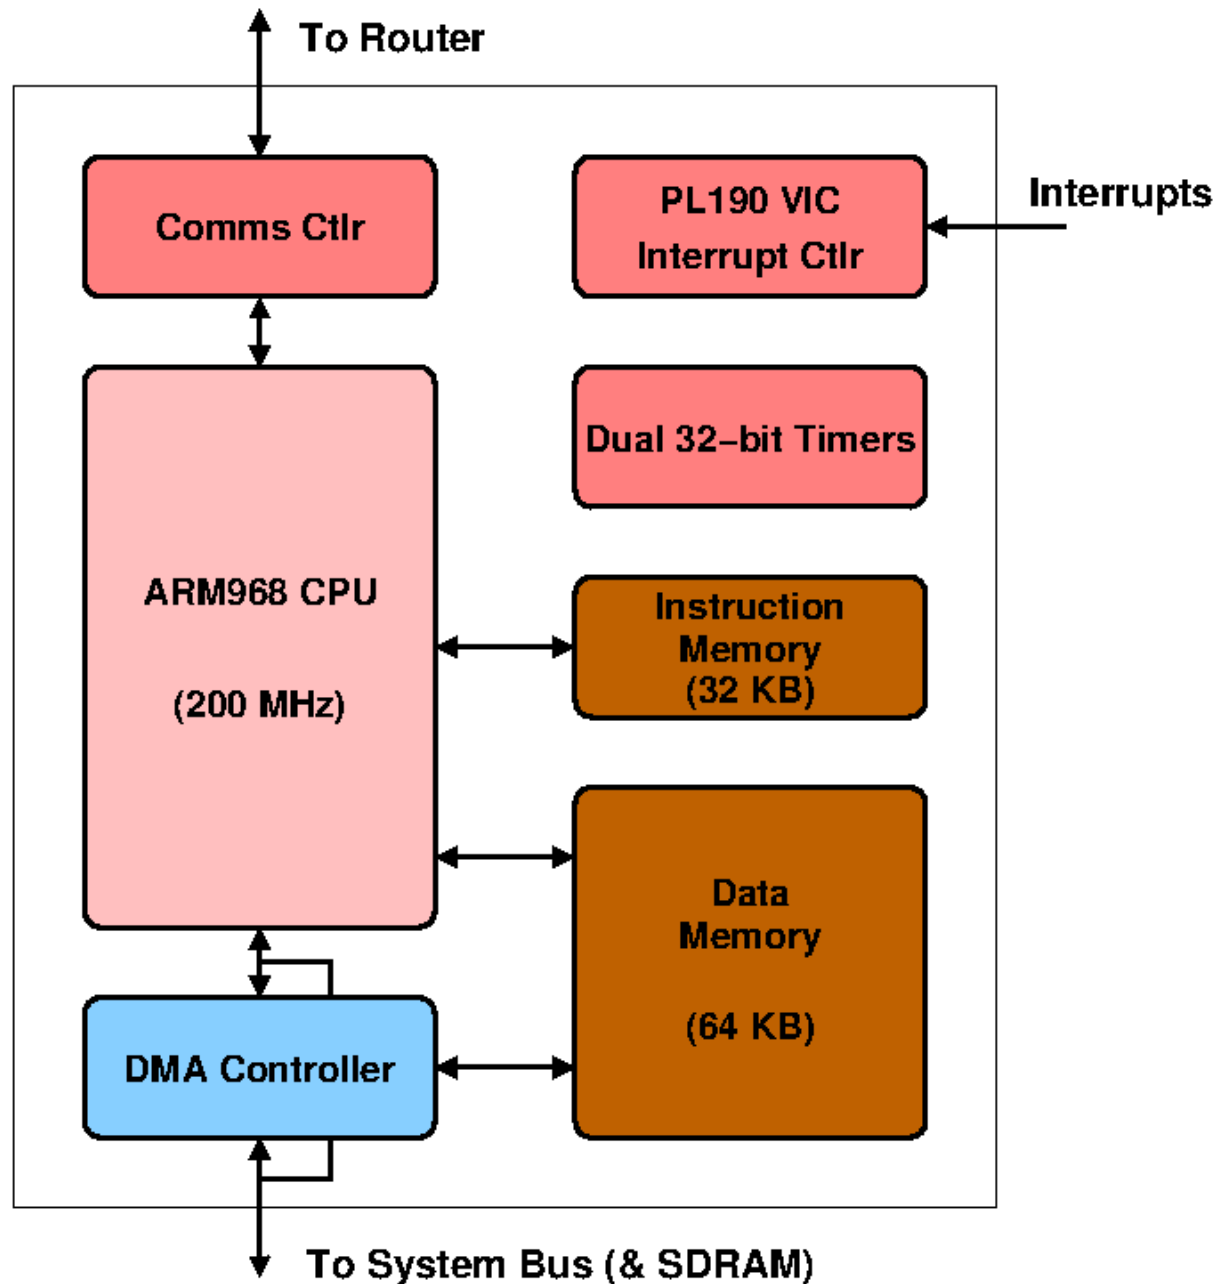 To Router
Comms Ctlr
PL190 VIC
Interrupt Ctlr
Interrupts
Dual 32−bit Timers
ARM968 CPU
(200 MHz)
Instruction
Memory
(32 KB)
Data
Memory
(64 KB)
DMA Controller
To System Bus (& SDRAM)